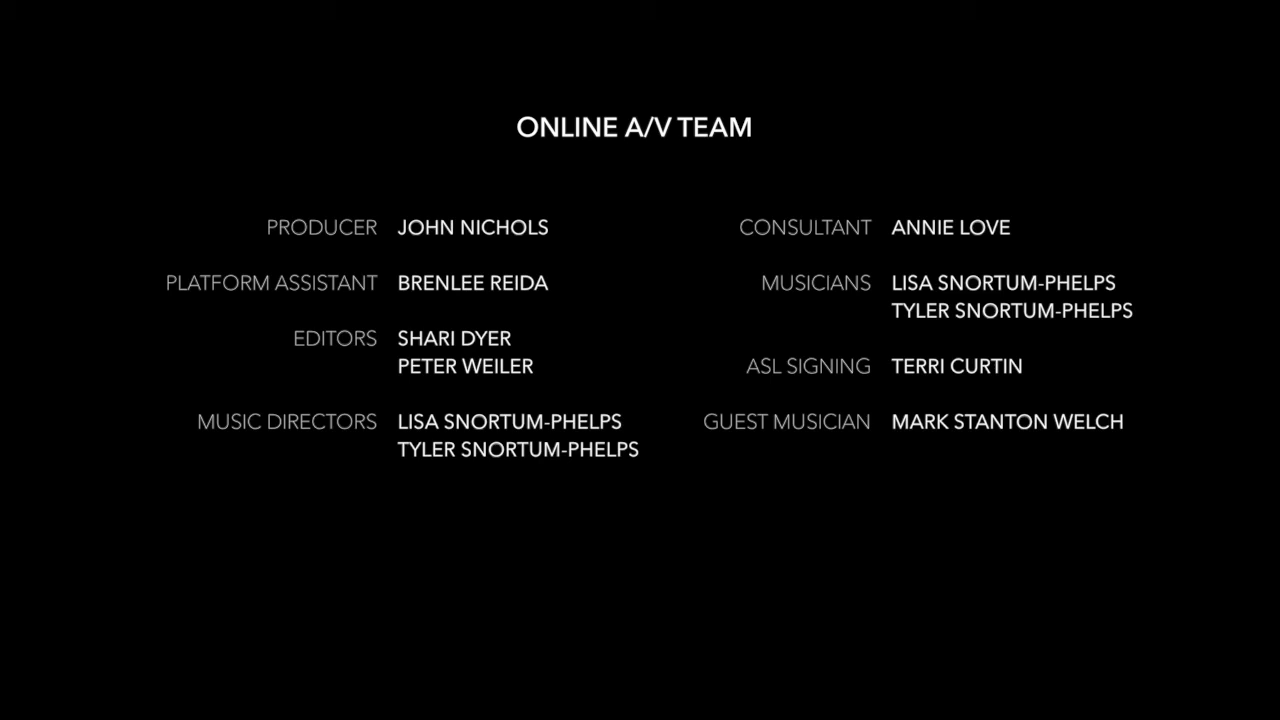 ONLINE A/V TEAM
PRODUCER JOHN NICHOLS
PLATFORM ASSISTANT BRENLEE REIDA
EDITORS SHARI DYER
PETER WEILER
MUSIC DIRECTORS LISA SNORTUM-PHELPS
TYLER SNORTUM-PHELPS
CONSULTANT ANNIE LOVE
MUSICIANS LISA SNORTUM-PHELPS
TYLER SNORTUM-PHELPS
ASL SIGNING TERRI CURTIN
GUEST MUSICIAN MARK STANTON WELCH